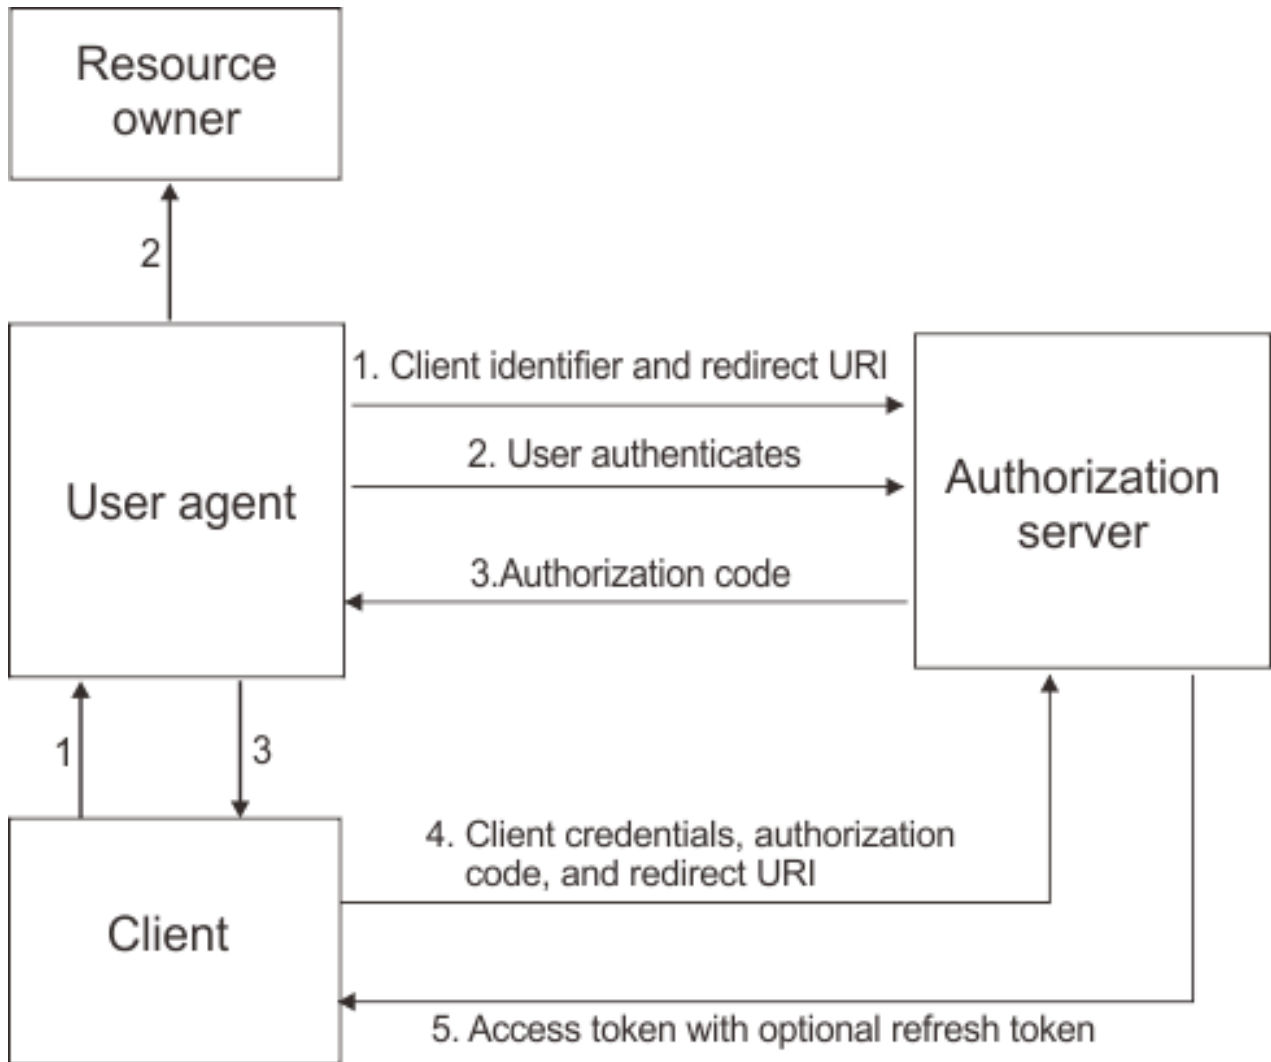 Resource
owner
2
1. Client identifier and redirect URI
2. User authenticates
User agent
Authorization
server
3.Authorization code
1
3
4. Client credentials, authorization
code, and redirect URI
Client
5. Access token with optional refresh token